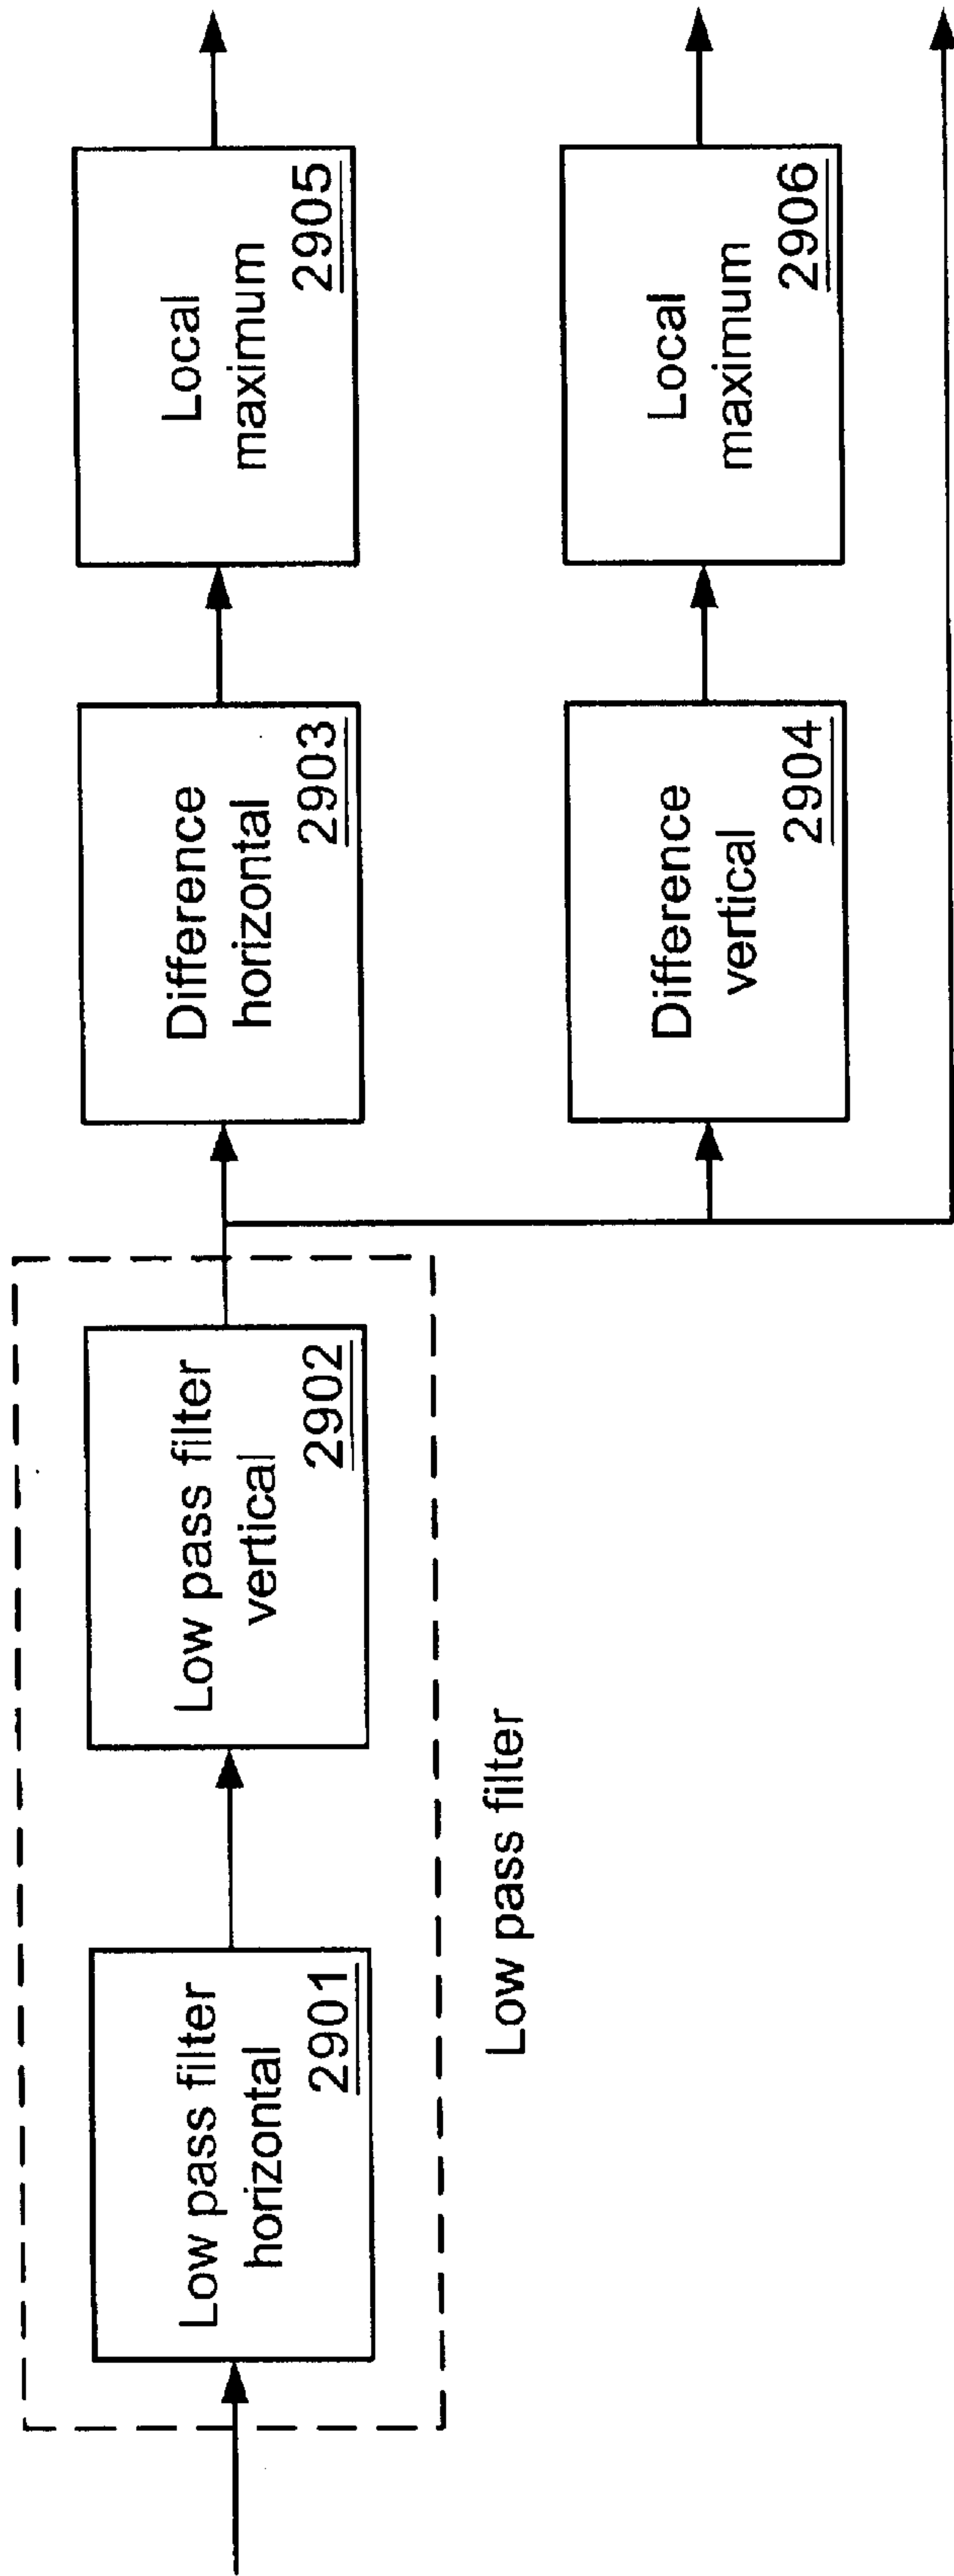 Low pass filter
horizontal
2901
Low pass filter
vertical
2902
Low pass filter
Difference
horizontal
2903
Local
maximum
2905
Difference
vertical
2904
Local
maximum
2906